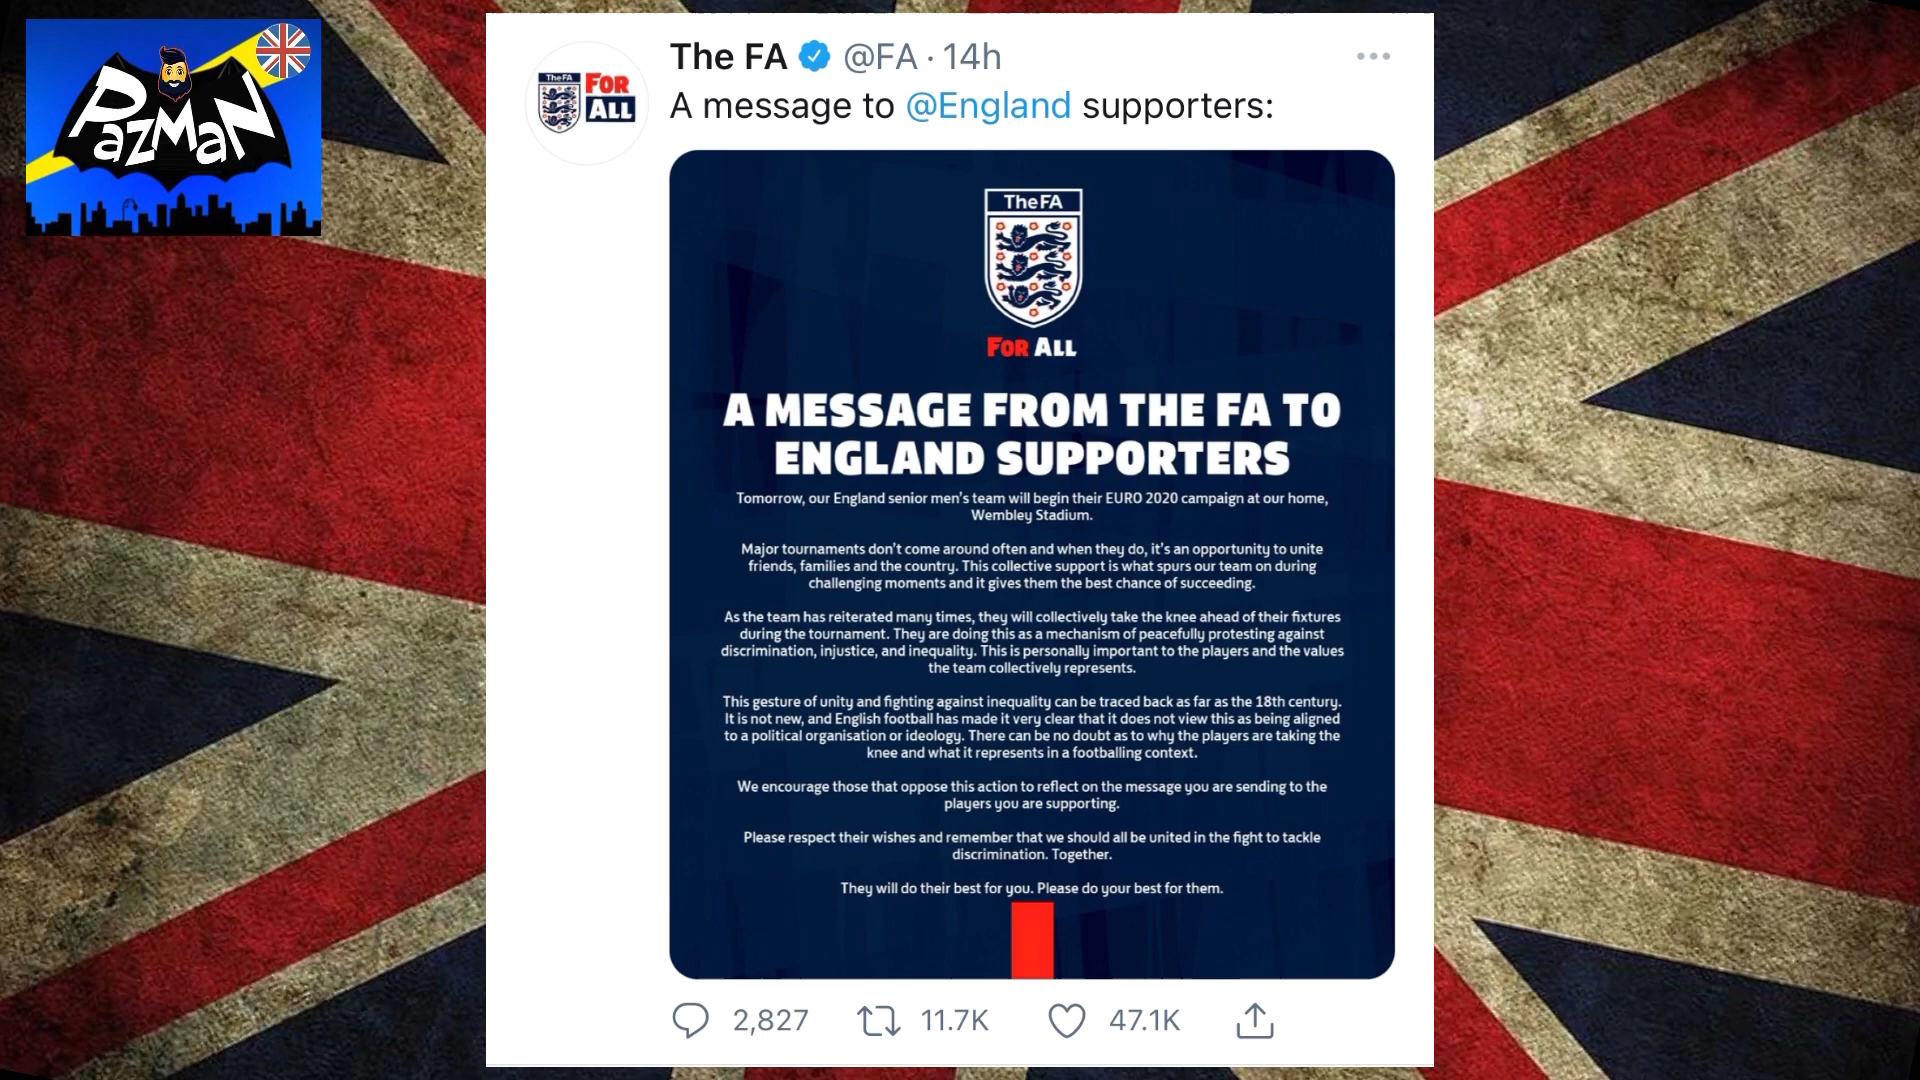 PazMaN
The FA @FA · 14h
A message to @England supporters:
The FA
FOR
ALL
The FA
FOR ALL
A MESSAGE FROM THE FA TO
ENGLAND SUPPORTERS
Tomorrow, our England senior men's team will begin their EURO 2020 campaign at our home,
Wembley Stadium.
Major tournaments don't come around often and when they do, it's an opportunity to unite
friends, families and the country. This collective support is what spurs our team on during
challenging moments and it gives them the best chance of succeeding.
As the team has reiterated many times, they will collectively take the knee ahead of their fixtures
during the tournament. They are doing this as a mechanism of peacefully protesting against
discrimination, injustice, and inequality. This is personally important to the players and the values
the team collectively represents.
This gesture of unity and fighting against inequality can be traced back as far as the 18th century.
It is not new, and English football has made it very clear that it does not view this as being aligned
to a political organisation or ideology. There can be no doubt as to why the players are taking the
knee and what it represents in a footballing context.
We encourage those that oppose this action to reflect on the message you are sending to the
players you are supporting.
Please respect their wishes and remember that we should all be united in the fight to tackle
discrimination. Together.
They will do their best for you. Please do your best for them.
2,827 11.7K 47.1K